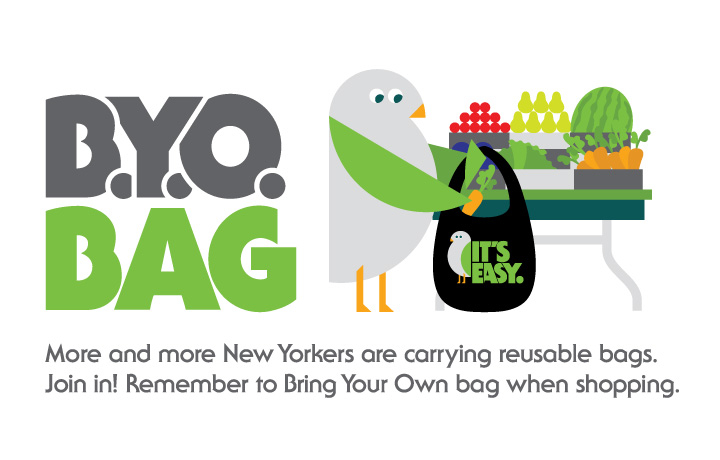 B.Y.O.
BAG
IT'S
EASY.
More and more New Yorkers are carrying reusable bags.
Join in! Remember to Bring Your Own bag when shopping.